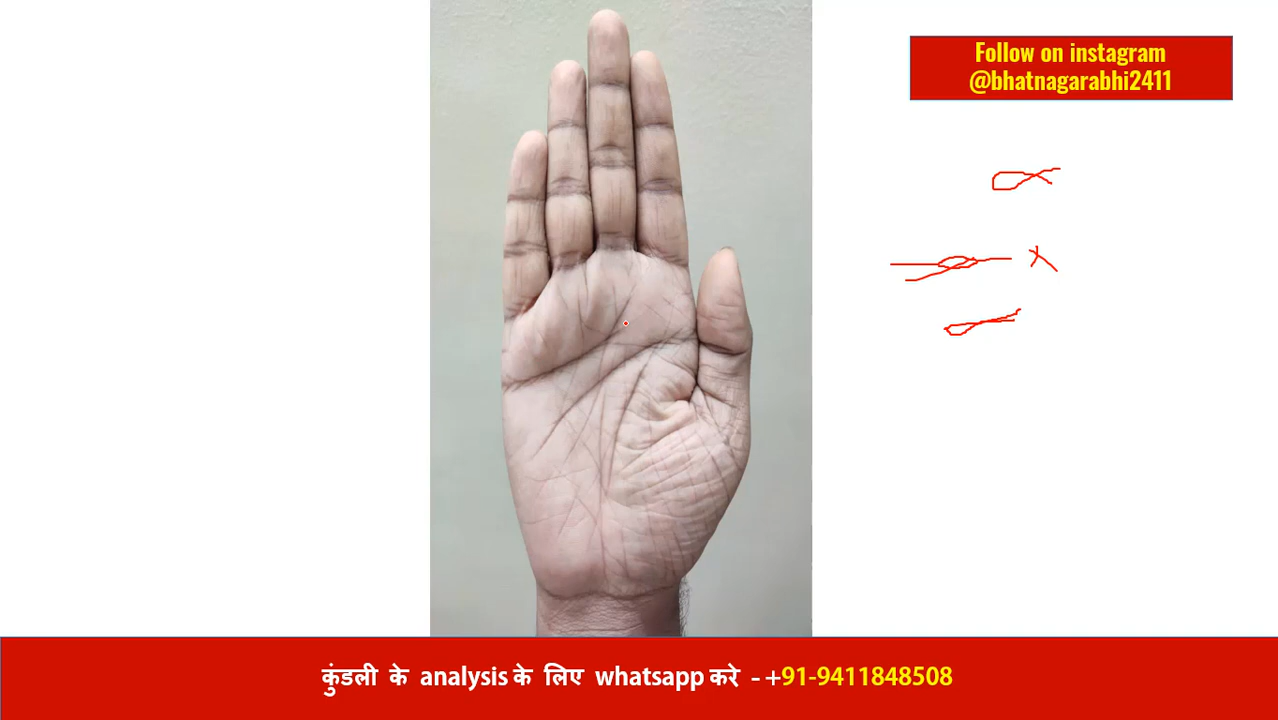 Follow on instagram
@bhatnagarabhi2411
कुंडली के analysis के लिए whatsapp करे - +91-9411848508